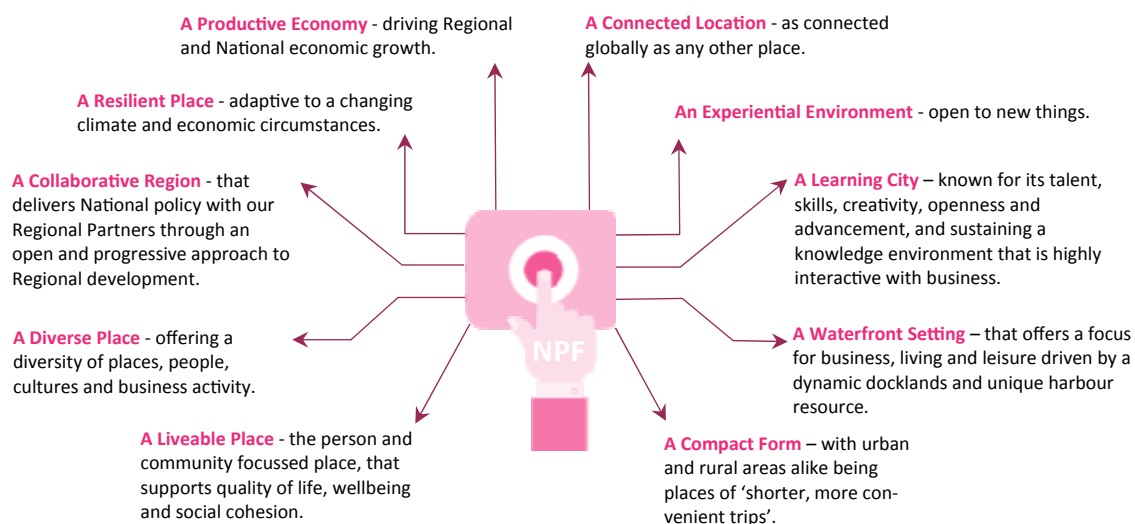 A Productive Economy - driving Regional
and National economic growth.
A Connected Location - as connected
globally as any other place.
A Resilient Place - adaptive to a changing
climate and economic circumstances.
An Experiential Environment - open to new things.
A Collaborative Region - that
delivers National policy with our
Regional Partners through an
open and progressive approach to
Regional development.
A Learning City – known for its talent,
skills, creativity, openness and
advancement, and sustaining a
knowledge environment that is highly
interactive with business.
NPF
A Diverse Place - offering a
diversity of places, people,
cultures and business activity.
A Waterfront Setting – that offers a focus
for business, living and leisure driven by a
dynamic docklands and unique harbour
resource.
A Liveable Place - the person and
community focussed place, that
supports quality of life, wellbeing
and social cohesion.
A Compact Form – with urban
and rural areas alike being
places of ‘shorter, more con-
venient trips’.